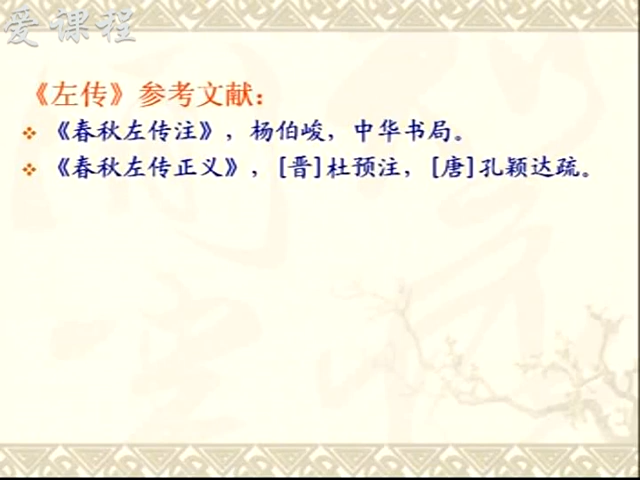 爱课程
《左传》参考文献：
《春秋左传注》，杨伯峻，中华书局。
《春秋左传正义》，[晋]杜预注，[唐]孔颖达疏。